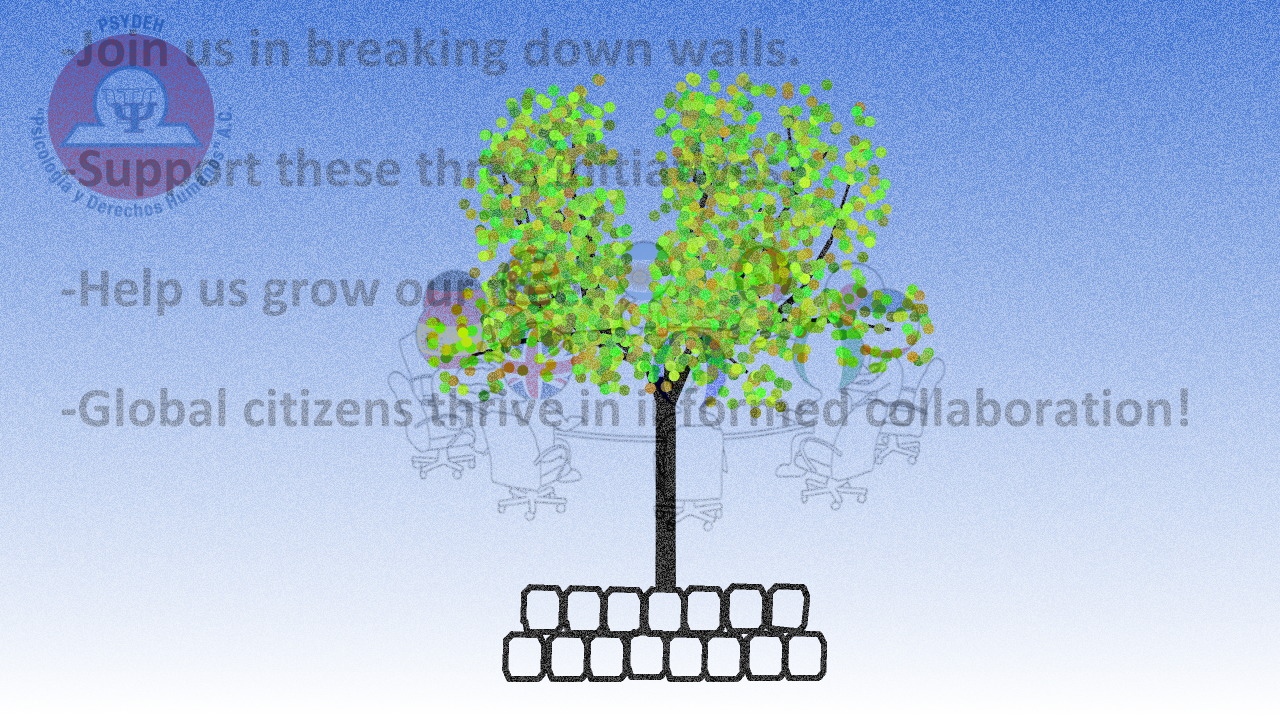 PSYDEH
"Psicología y Derechos Humanos" A.C.
-Join us in breaking down walls.
-Support these three initiatives.
-Help us grow our tree.
-Global citizens thrive in informed collaboration!